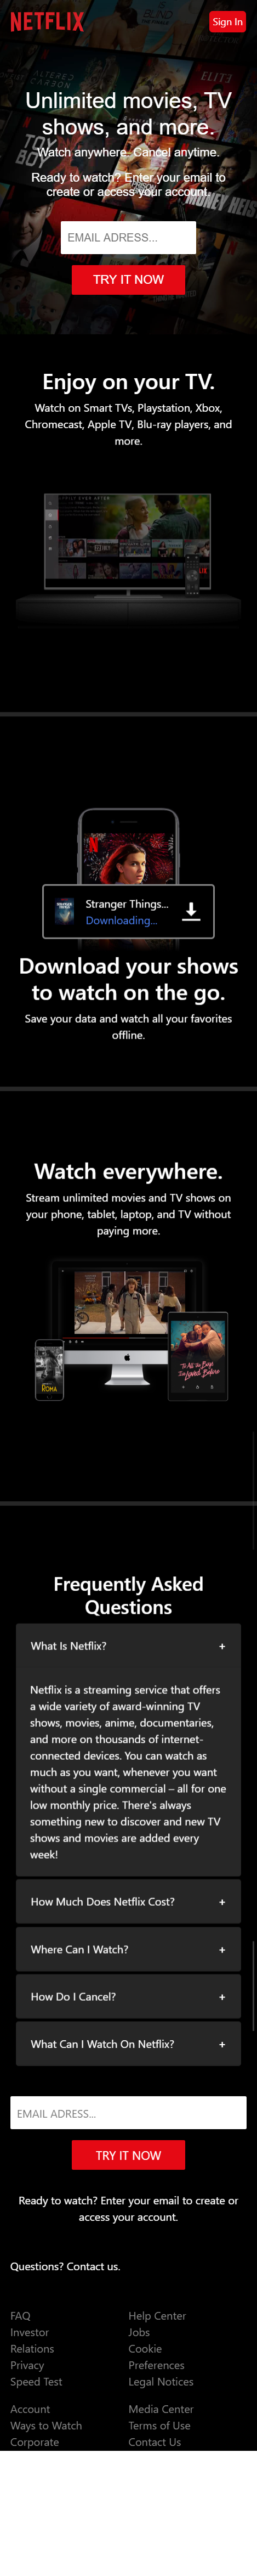 NETFLIX
Sign In
Unlimited movies, TV
shows, and more.
Watch anywhere. Cancel anytime.
Ready to watch? Enter your email to
create or access your account.
EMAIL ADRESS...
TRY IT NOW
Enjoy on your TV.
Watch on Smart TVs, Playstation, Xbox,
Chromecast, Apple TV, Blu-ray players, and
more.
Stranger Things...
Downloading...
Download your shows
to watch on the go.
Save your data and watch all your favorites
offline.
Watch everywhere.
Stream unlimited movies and TV shows on
your phone, tablet, laptop, and TV without
paying more.
ROMA
Frequently Asked
Questions
What Is Netflix? +
Netflix is a streaming service that offers
a wide variety of award-winning TV
shows, movies, anime, documentaries,
and more on thousands of internet-
connected devices. You can watch as
much as you want, whenever you want
without a single commercial – all for one
low monthly price. There's always
something new to discover and new TV
shows and movies are added every
week!
How Much Does Netflix Cost? +
Where Can I Watch? +
How Do I Cancel? +
What Can I Watch On Netflix? +
EMAIL ADRESS...
TRY IT NOW
Ready to watch? Enter your email to create or
access your account.
Questions? Contact us.
FAQ
Investor
Relations
Privacy
Speed Test
Help Center
Jobs
Cookie
Preferences
Legal Notices
Account
Ways to Watch
Corporate
Media Center
Terms of Use
Contact Us